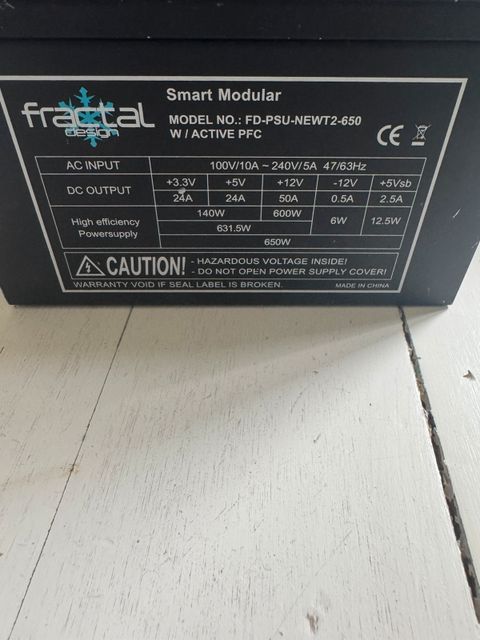 fractal
design
Smart Modular
MODEL NO.: FD-PSU-NEWT2-650
W / ACTIVE PFC
CE
AC INPUT 100V/10A ~ 240V/5A 47/63Hz
DC OUTPUT +3.3V +5V +12V -12V +5Vsb
24A 24A 50A 0.5A 2.5A
High efficiency
Powersupply
140W 600W 6W 12.5W
631.5W
650W
CAUTION!
- HAZARDOUS VOLTAGE INSIDE!
- DO NOT OPEN POWER SUPPLY COVER!
WARRANTY VOID IF SEAL LABEL IS BROKEN. MADE IN CHINA